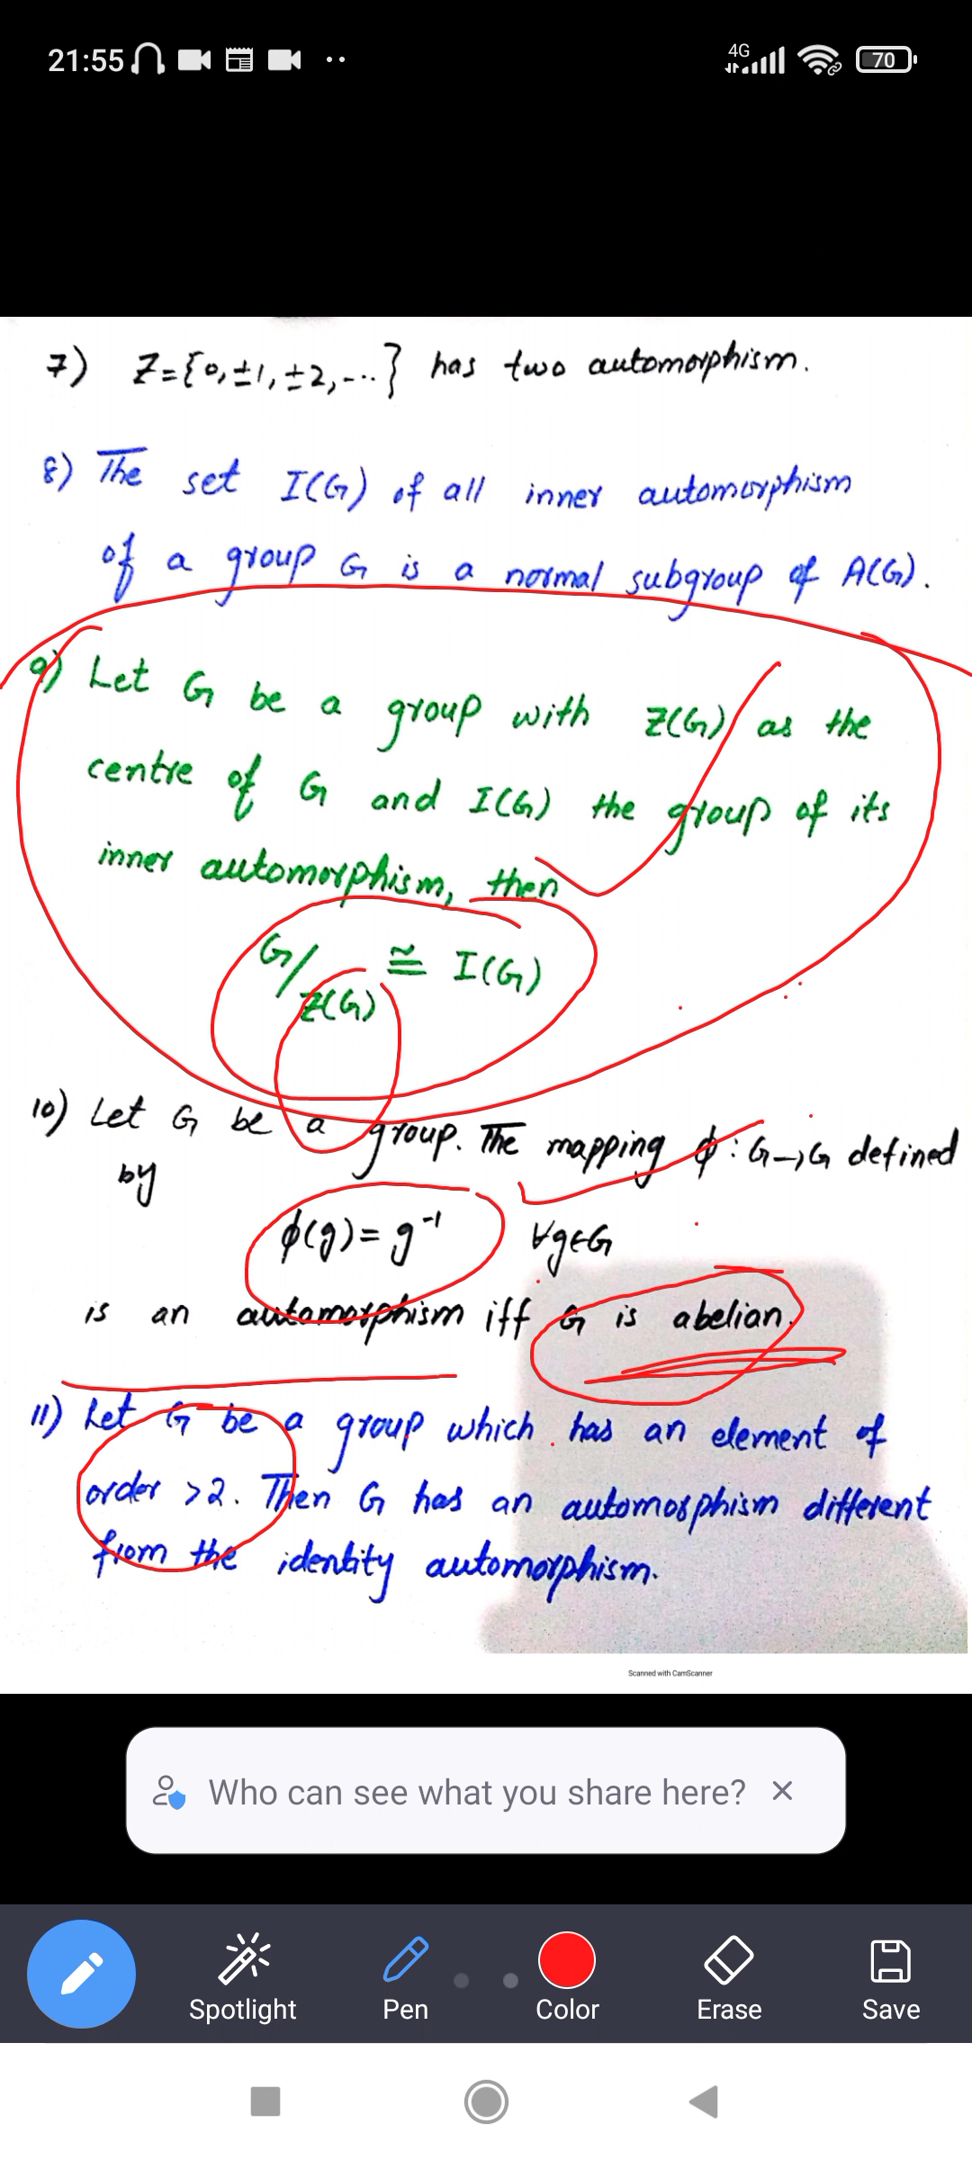 21:55
4G
70
7) Z={0,±1,±2,---} has two automorphism.
8) The set I(G) of all inner automorphism
of a group G is a normal subgroup of A(G).
9) Let G be a group with Z(G) as the
centre of G and I(G) the group of its
inner automorphism, then
G/Z(G) ≅ I(G)
10) Let G be a group. The mapping ϕ:G→G defined
by
ϕ(g)=g⁻¹ ∀g∈G
is an automorphism iff G is abelian.
11) Let G be a group which has an element of
order >2. Then G has an automorphism different
from the identity automorphism.
Scanned with CamScanner
Who can see what you share here?
Spotlight Pen Color Erase Save